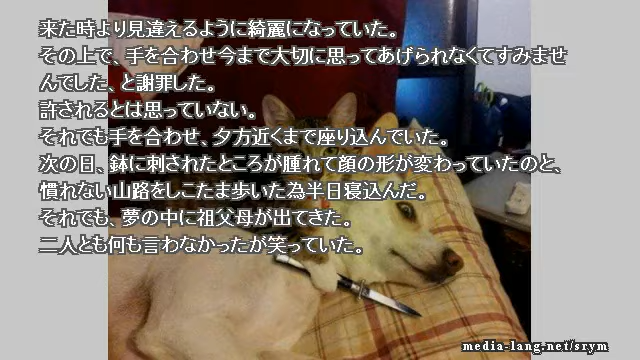 来た時より見違えるように綺麗になっていた。
その上で、手を合わせ今まで大切に思ってあげられなくてすみませ
んでした、と謝罪した。
許されるとは思っていない。
それでも手を合わせ、夕方近くまで座り込んでいた。
次の日、鉢に刺されたところが腫れて顔の形が変わっていたのと、
慣れない山路をしこたま歩いた為半日寝込んだ。
それでも、夢の中に祖父母が出てきた。
二人とも何も言わなかったが笑っていた。
media-lang.net/srym